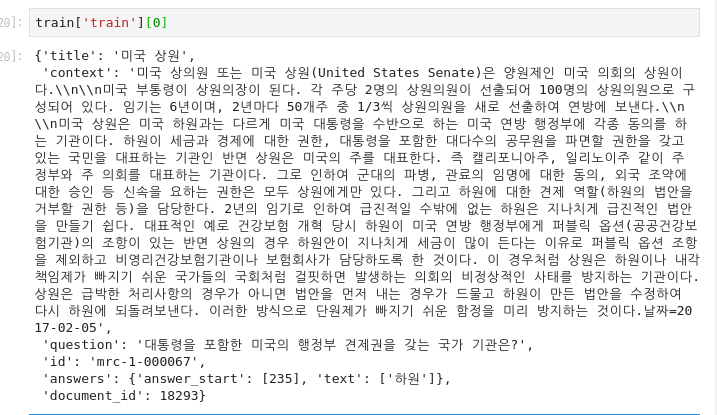 20]: train['train'][0]
20]: {'title': '미국 상원',
'context': '미국 상의원 또는 미국 상원(United States Senate)은 양원제인 미국 의회의 상원이
다.\\n\\n미국 부통령이 상원의장이 된다. 각 주당 2명의 상원의원이 선출되어 100명의 상원의원으로 구
성되어 있다. 임기는 6년이며, 2년마다 50개주 중 1/3씩 상원의원을 새로 선출하여 연방에 보낸다.\\n
\\n미국 상원은 미국 하원과는 다르게 미국 대통령을 수반으로 하는 미국 연방 행정부에 각종 동의를 하
는 기관이다. 하원이 세금과 경제에 대한 권한, 대통령을 포함한 대다수의 공무원을 파면할 권한을 갖고
있는 국민을 대표하는 기관인 반면 상원은 미국의 주를 대표한다. 즉 캘리포니아주, 일리노이주 같이 주
정부와 주 의회를 대표하는 기관이다. 그로 인하여 군대의 파병, 관료의 임명에 대한 동의, 외국 조약에
대한 승인 등 신속을 요하는 권한은 모두 상원에게만 있다. 그리고 하원에 대한 견제 역할(하원의 법안을
거부할 권한 등)을 담당한다. 2년의 임기로 인하여 급진적일 수밖에 없는 하원은 지나치게 급진적인 법안
을 만들기 쉽다. 대표적인 예로 건강보험 개혁 당시 하원이 미국 연방 행정부에게 퍼블릭 옵션(공공건강보
험기관)의 조항이 있는 반면 상원의 경우 하원안이 지나치게 세금이 많이 든다는 이유로 퍼블릭 옵션 조항
을 제외하고 비영리건강보험기관이나 보험회사가 담당하도록 한 것이다. 이 경우처럼 상원은 하원이나 내각
책임제가 빠지기 쉬운 국가들의 국회처럼 걸핏하면 발생하는 의회의 비정상적인 사태를 방지하는 기관이다.
상원은 급박한 처리사항의 경우가 아니면 법안을 먼저 내는 경우가 드물고 하원이 만든 법안을 수정하여
다시 하원에 되돌려보낸다. 이러한 방식으로 단원제가 빠지기 쉬운 함정을 미리 방지하는 것이다.날짜=20
17-02-05',
'question': '대통령을 포함한 미국의 행정부 견제권을 갖는 국가 기관은?',
'id': 'mrc-1-000067',
'answers': {'answer_start': [235], 'text': ['하원']},
'document_id': 18293}